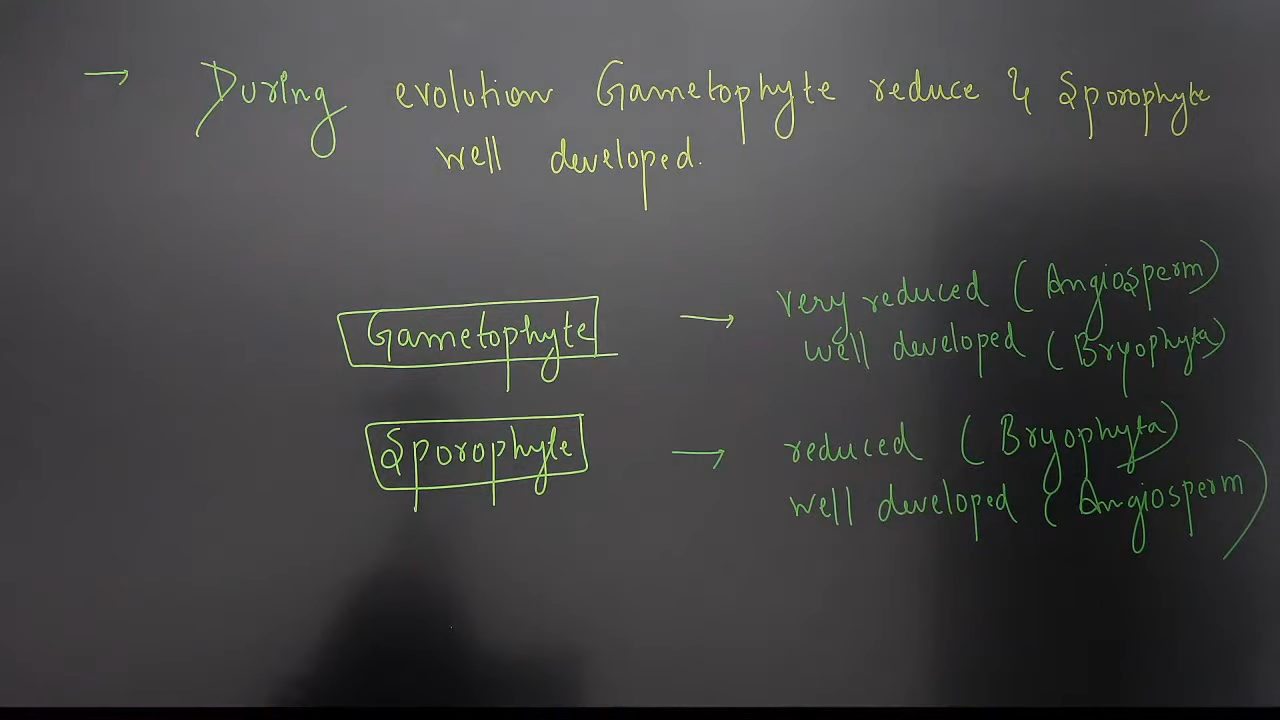 → During evolution Gametophyte reduce & Sporophyte
well developed.
Gametophyte → very reduced (Angiosperm)
well developed (Bryophyta)
Sporophyte → reduced (Bryophyta)
well developed (Angiosperm)